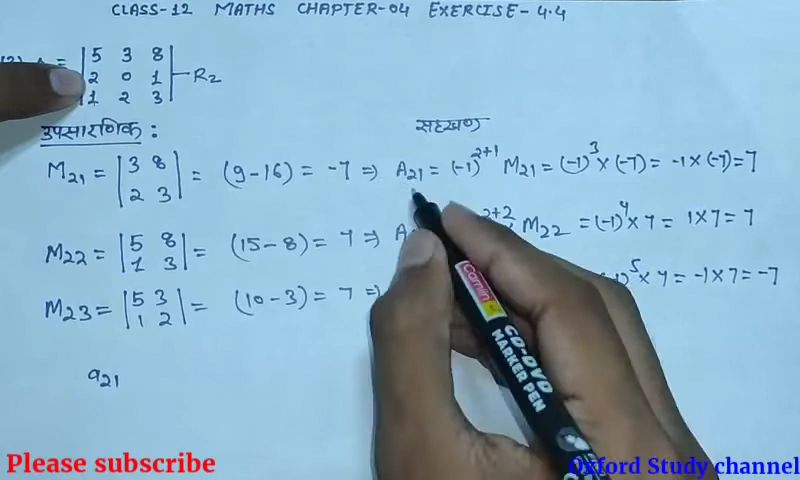 CLASS-12 MATHS CHAPTER-04 EXERCISE-4.4
= | 5 3 8 |
| 2 0 1 | — R2
| 1 2 3 |
उपसारणिक :
सहखण्ड
M21 = | 3 8 | = (9-16) = -7 ⇒ A21 = (-1)^2+1 M21 = (-1)^3 × (-7) = -1 × (-7) = 7
| 2 3 |
M22 = | 5 8 | = (15-8) = 7 ⇒ A 2+2 M22 = (-1)^4 × 7 = 1 × 7 = 7
| 1 3 |
M23 = | 5 3 | = (10-3) = 7 ⇒ 1)^5 × 7 = -1 × 7 = -7
| 1 2 |
a21
Camlin
CD-DVD
MARKER PEN
Please subscribe
Oxford Study channel